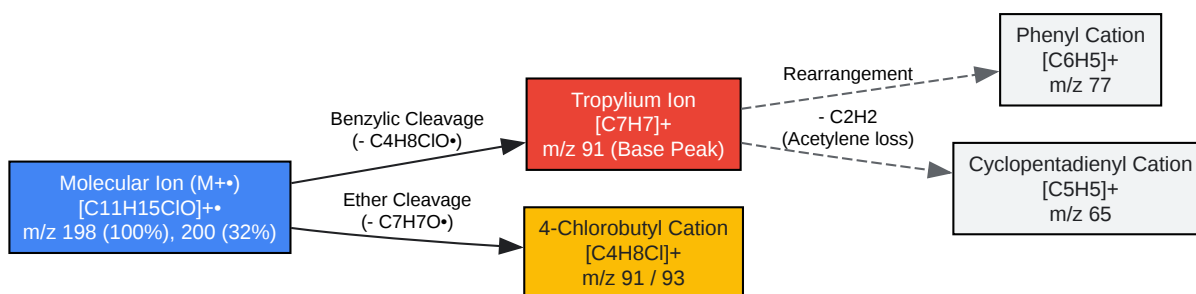 Molecular Ion (M+•)
[C11H15ClO]+•
m/z 198 (100%), 200 (32%)
Benzylic Cleavage
(- C4H8ClO•)
Ether Cleavage
(- C7H7O•)
Tropylium Ion
[C7H7]+
m/z 91 (Base Peak)
4-Chlorobutyl Cation
[C4H8Cl]+
m/z 91 / 93
Rearrangement
- C2H2
(Acetylene loss)
Phenyl Cation
[C6H5]+
m/z 77
Cyclopentadienyl Cation
[C5H5]+
m/z 65